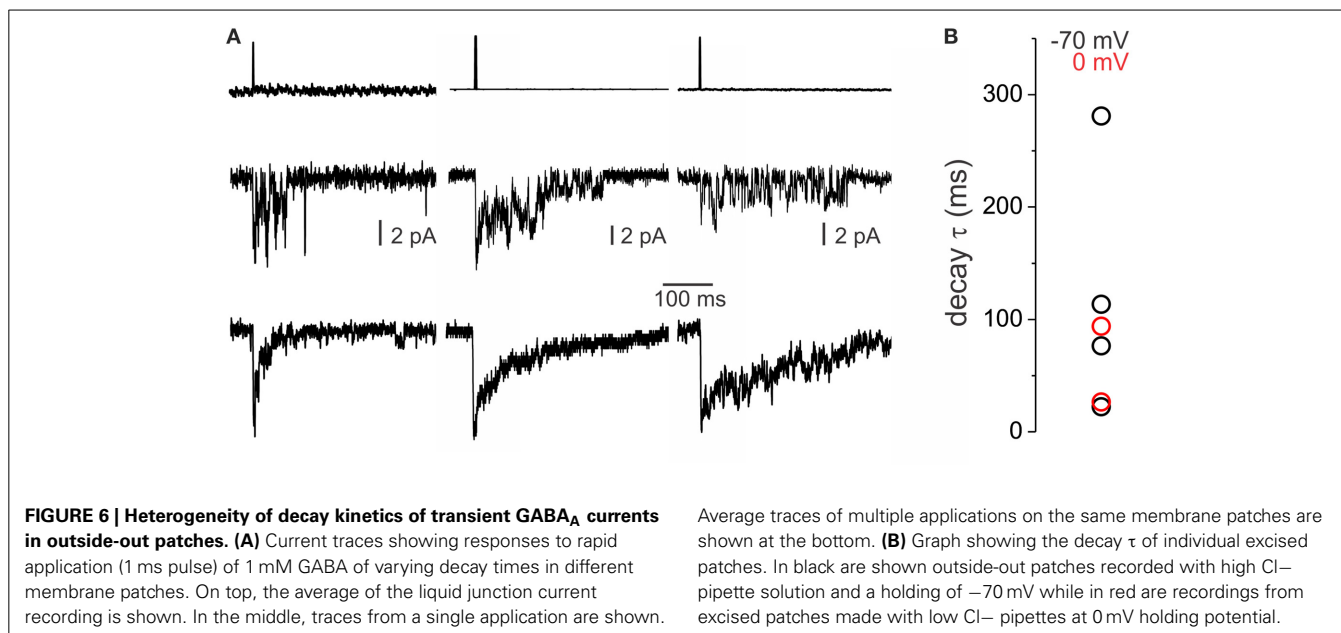 A
2 pA
2 pA
2 pA
100 ms
B
-70 mV
0 mV
300
200
100
0
decay τ (ms)
FIGURE 6 | Heterogeneity of decay kinetics of transient GABAA currents
in outside-out patches. (A) Current traces showing responses to rapid
application (1 ms pulse) of 1 mM GABA of varying decay times in different
membrane patches. On top, the average of the liquid junction current
recording is shown. In the middle, traces from a single application are shown.
Average traces of multiple applications on the same membrane patches are
shown at the bottom. (B) Graph showing the decay τ of individual excised
patches. In black are shown outside-out patches recorded with high Cl−
pipette solution and a holding of −70 mV while in red are recordings from
excised patches made with low Cl− pipettes at 0 mV holding potential.